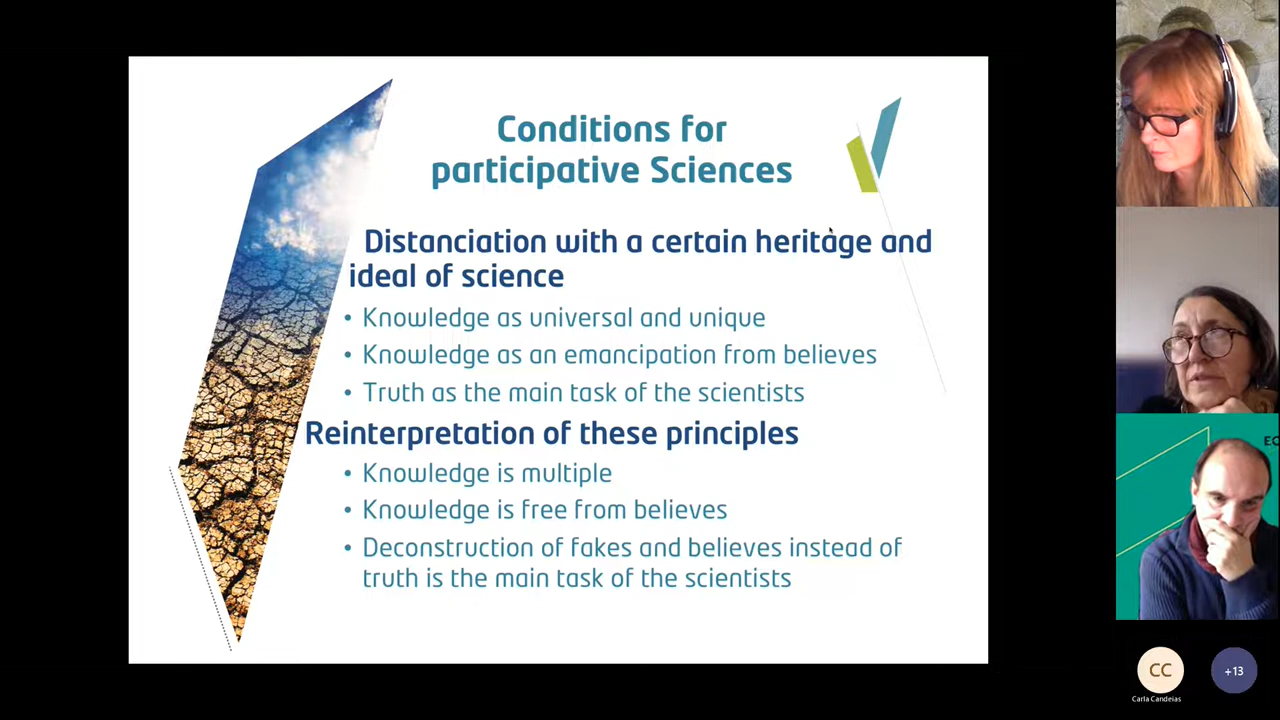 Conditions for
participative Sciences
Distanciation with a certain heritage and
ideal of science
• Knowledge as universal and unique
• Knowledge as an emancipation from believes
• Truth as the main task of the scientists
Reinterpretation of these principles
• Knowledge is multiple
• Knowledge is free from believes
• Deconstruction of fakes and believes instead of
truth is the main task of the scientists
CC
+13
Carla Candeias